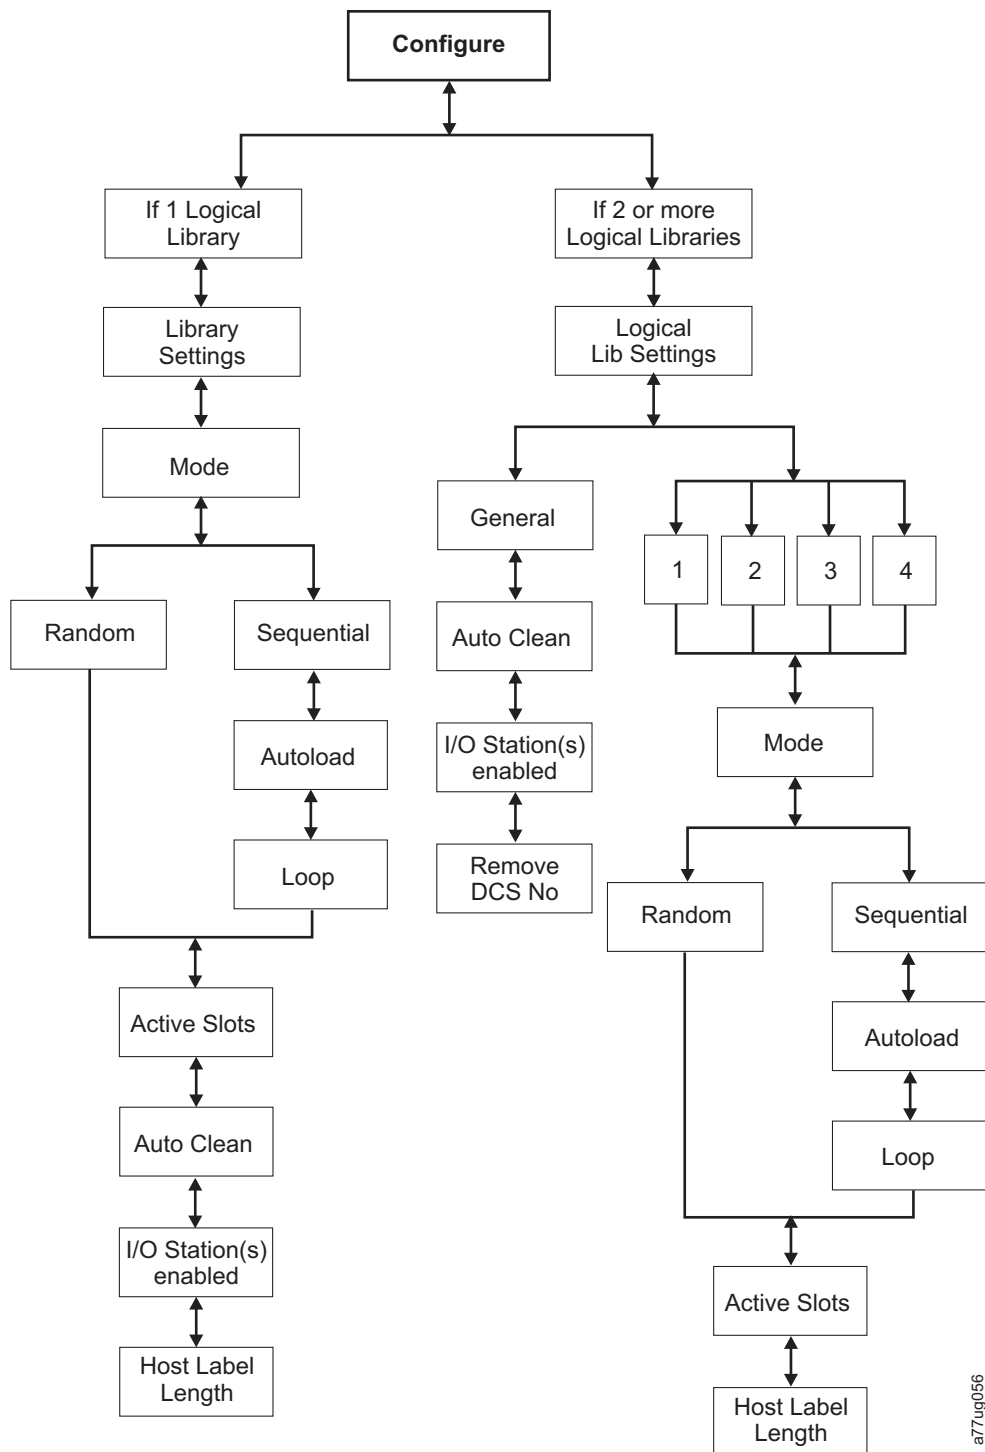 Configure
If 1 Logical
Library
Library
Settings
Mode
Random
Sequential
Autoload
Loop
Active Slots
Auto Clean
I/O Station(s)
enabled
Host Label
Length
If 2 or more
Logical Libraries
Logical
Lib Settings
General
Auto Clean
I/O Station(s)
enabled
Remove
DCS No
1
2
3
4
Mode
Random
Sequential
Autoload
Loop
Active Slots
Host Label
Length
a77ug056